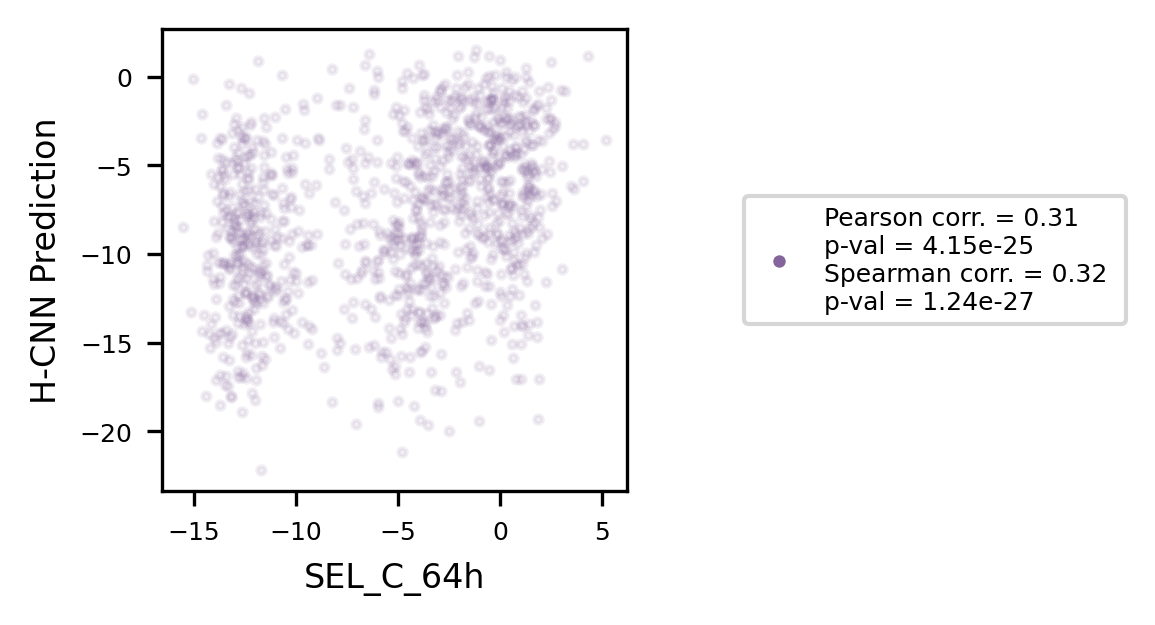 0
−5
−10
−15
−20
H-CNN Prediction
−15
−10
−5
0
5
SEL_C_64h
Pearson corr. = 0.31
p-val = 4.15e-25
Spearman corr. = 0.32
p-val = 1.24e-27